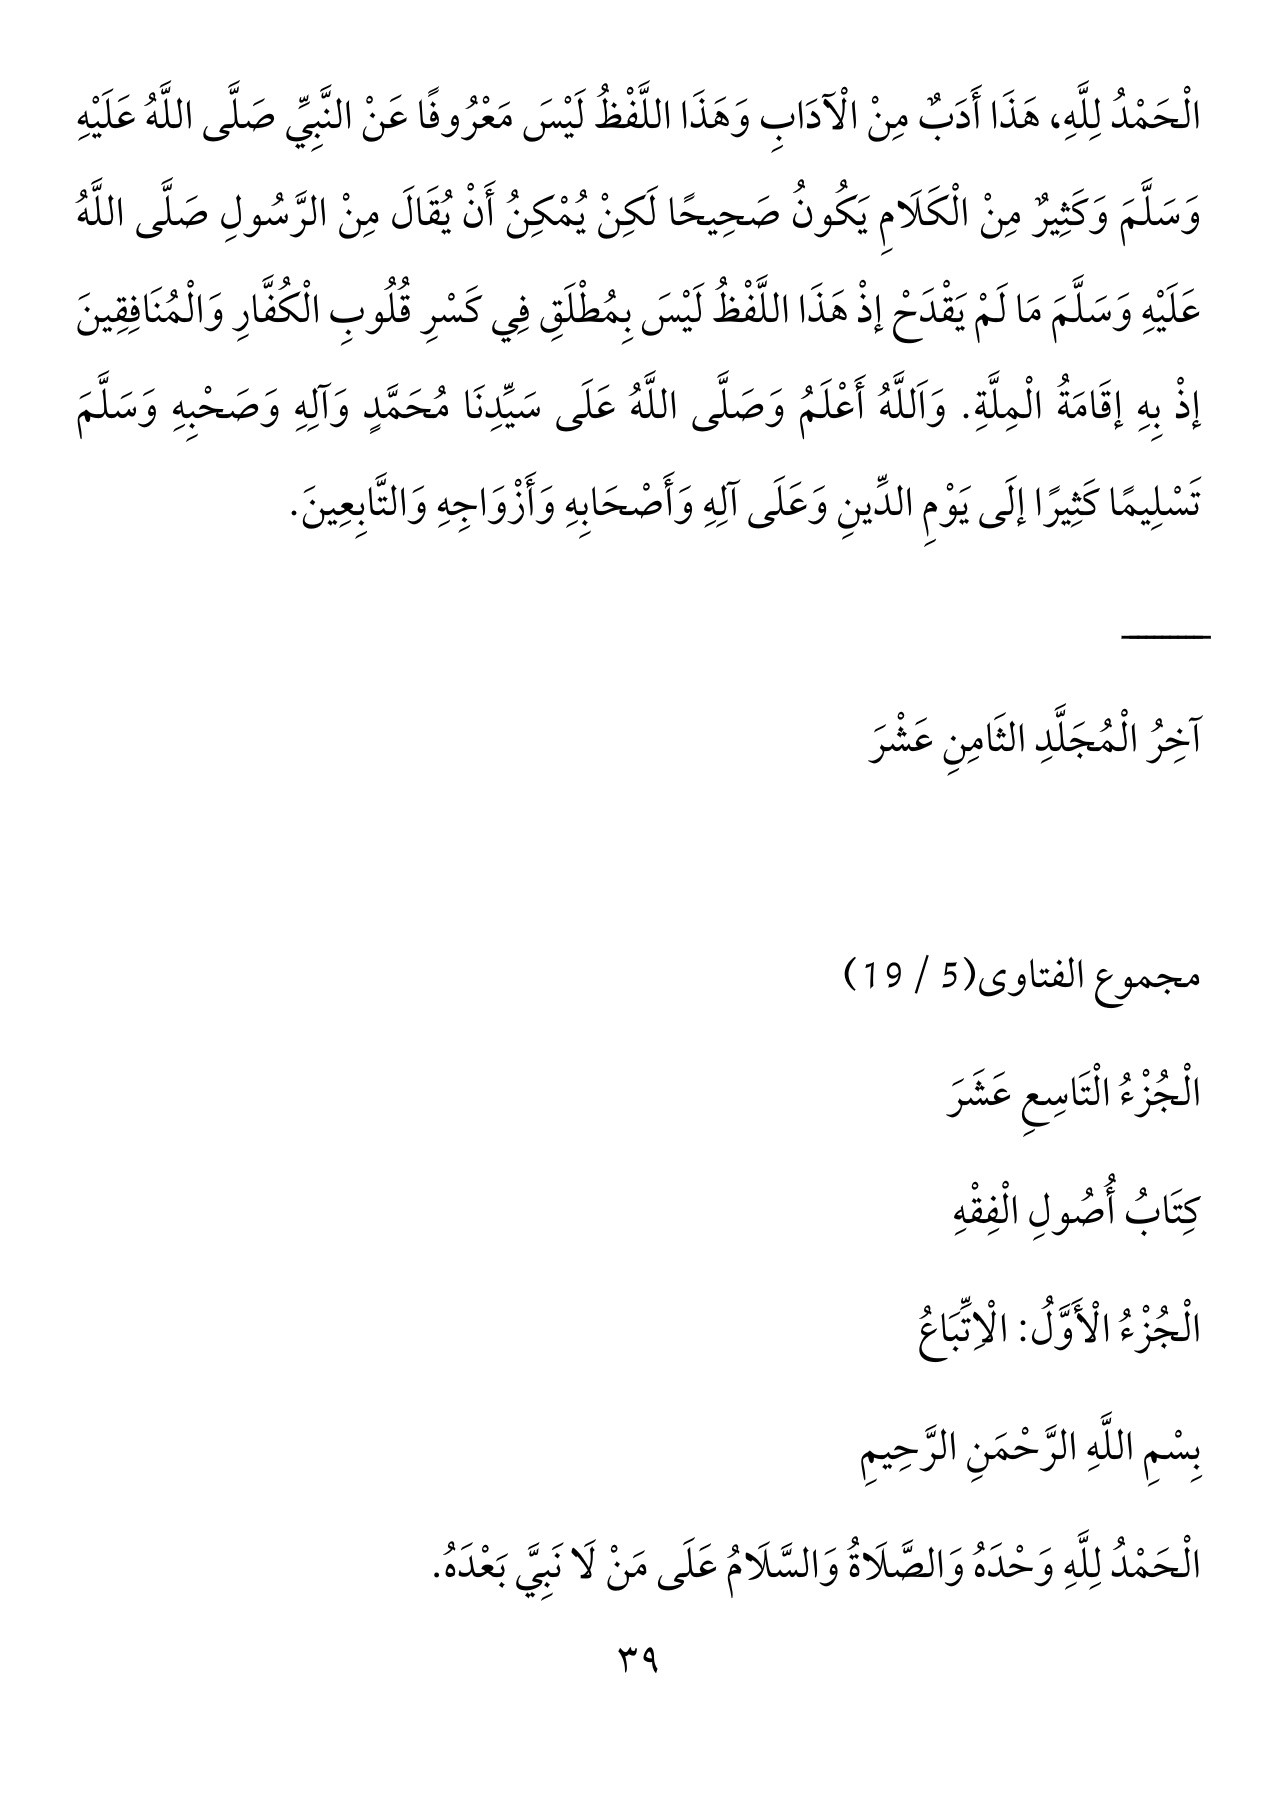 الْحَمْدُ لِلَّهِ، هَذَا أَدَبٌ مِنْ الْآدَابِ وَهَذَا اللَّفْظُ لَيْسَ مَعْرُوفًا عَنْ النَّبِيِّ صَلَّى اللَّهُ عَلَيْهِ
وَسَلَّمَ وَكَثِيرٌ مِنْ الْكَلَامِ يَكُونُ صَحِيحًا لَكِنْ يُمْكِنُ أَنْ يُقَالَ مِنْ الرَّسُولِ صَلَّى اللَّهُ
عَلَيْهِ وَسَلَّمَ مَا لَمْ يَقْدَحْ إذْ هَذَا اللَّفْظُ لَيْسَ بِمُطْلَقِ فِي كَسْرِ قُلُوبِ الْكُفَّارِ وَالْمُنَافِقِينَ
إذْ بِهِ إقَامَةُ الْمِلَّةِ. وَاَللَّهُ أَعْلَمُ وَصَلَّى اللَّهُ عَلَى سَيِّدِنَا مُحَمَّدٍ وَآلِهِ وَصَحْبِهِ وَسَلَّمَ
تَسْلِيمًا كَثِيرًا إلَى يَوْمِ الدِّينِ وَعَلَى آلِهِ وَأَصْحَابِهِ وَأَزْوَاجِهِ وَالتَّابِعِينَ.
آخِرُ الْمُجَلَّدِ الثَامِنِ عَشْرَ
مجموع الفتاوى(5 / 19)
الْجُزْءُ الْتَاسِعِ عَشَرَ
كِتَابُ أُصُولِ الْفِقْهِ
الْجُزْءُ الْأَوَّلُ: الْاِتِّبَاعُ
بِسْمِ اللَّهِ الرَّحْمَنِ الرَّحِيمِ
الْحَمْدُ لِلَّهِ وَحْدَهُ وَالصَّلَاةُ وَالسَّلَامُ عَلَى مَنْ لَا نَبِيَّ بَعْدَهُ.
٣٩